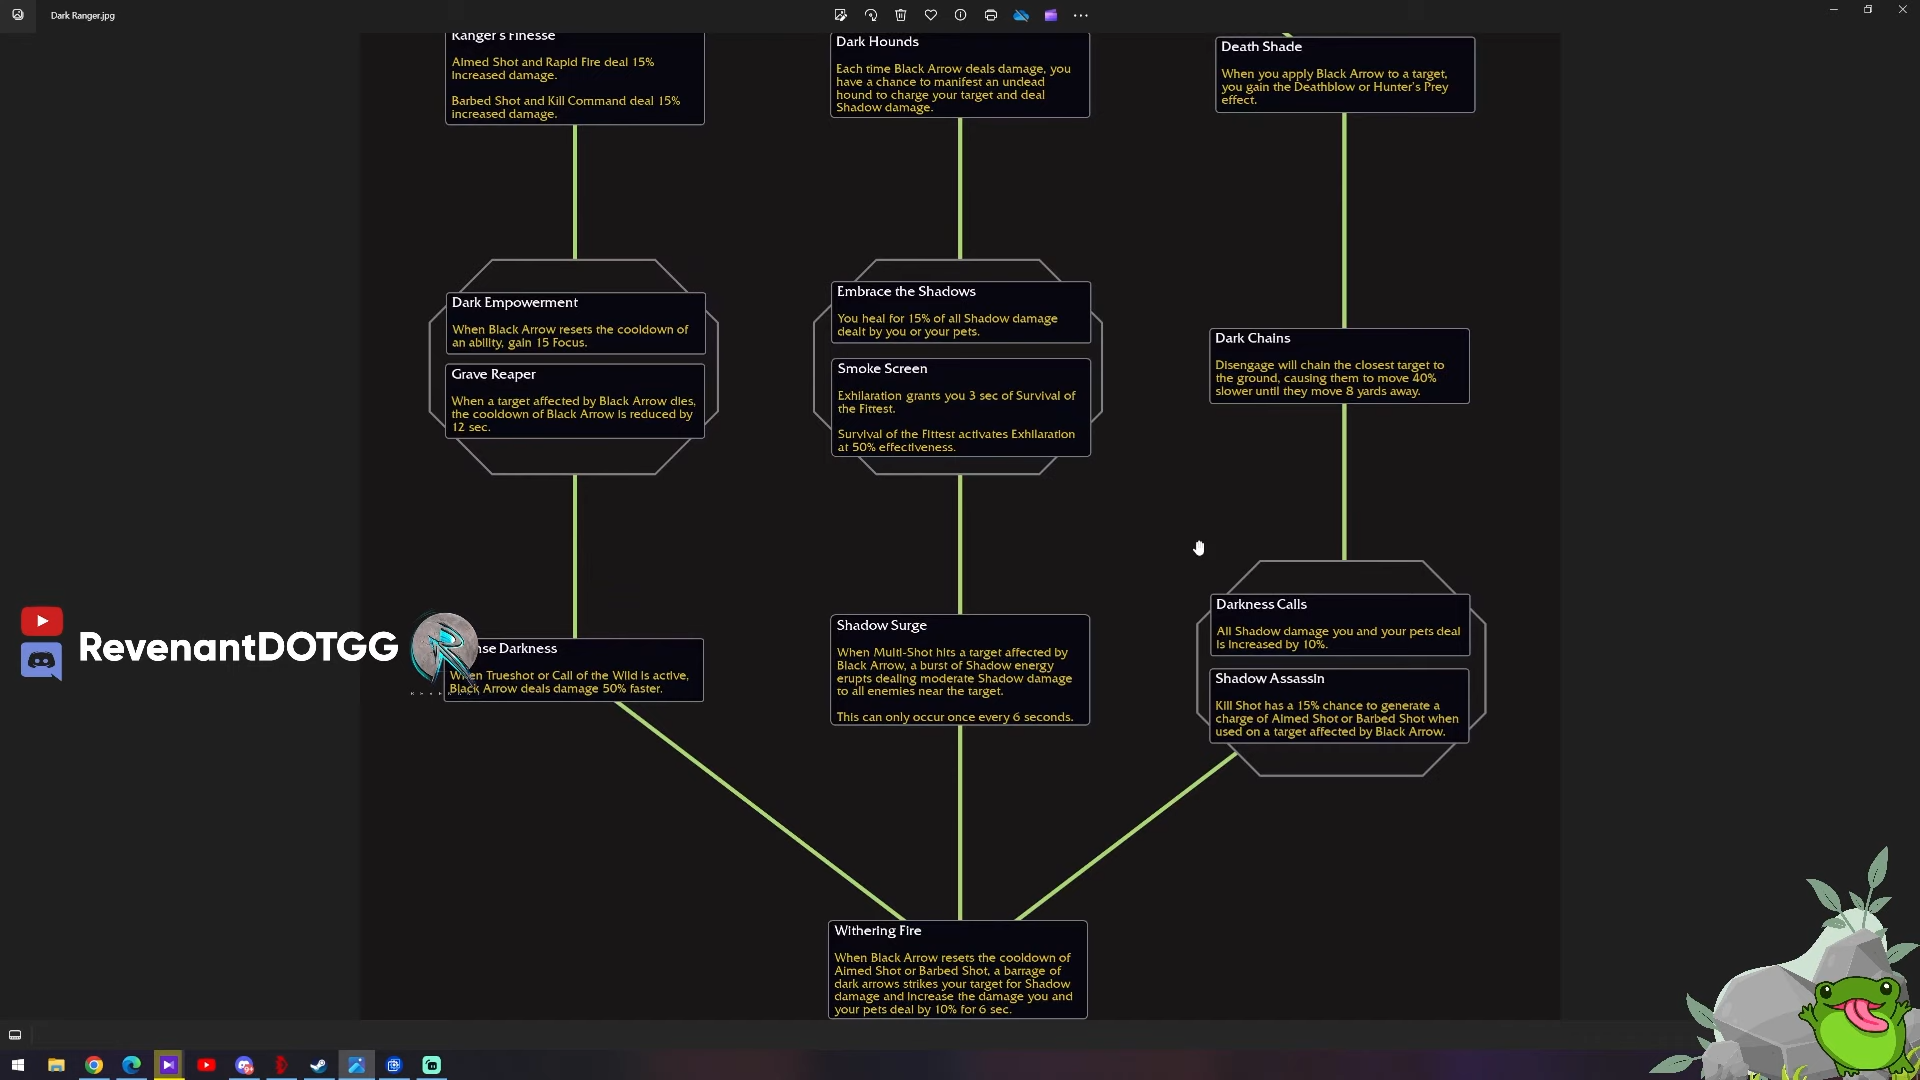 Dark Ranger.jpg
Ranger's Finesse
Aimed Shot and Rapid Fire deal 15%
increased damage.
Barbed Shot and Kill Command deal 15%
increased damage.
Dark Hounds
Each time Black Arrow deals damage, you
have a chance to manifest an undead
hound to charge your target and deal
Shadow damage.
Death Shade
When you apply Black Arrow to a target,
you gain the Deathblow or Hunter's Prey
effect.
Dark Empowerment
When Black Arrow resets the cooldown of
an ability, gain 15 Focus.
Grave Reaper
When a target affected by Black Arrow dies,
the cooldown of Black Arrow is reduced by
12 sec.
Embrace the Shadows
You heal for 15% of all Shadow damage
dealt by you or your pets.
Smoke Screen
Exhilaration grants you 3 sec of Survival of
the Fittest.
Survival of the Fittest activates Exhilaration
at 50% effectiveness.
Dark Chains
Disengage will chain the closest target to
the ground, causing them to move 40%
slower until they move 8 yards away.
RevenantDOTGG
nse Darkness
When Trueshot or Call of the Wild is active,
Black Arrow deals damage 50% faster.
Shadow Surge
When Multi-Shot hits a target affected by
Black Arrow, a burst of Shadow energy
erupts dealing moderate Shadow damage
to all enemies near the target.
This can only occur once every 6 seconds.
Darkness Calls
All Shadow damage you and your pets deal
is increased by 10%.
Shadow Assassin
Kill Shot has a 15% chance to generate a
charge of Aimed Shot or Barbed Shot when
used on a target affected by Black Arrow.
Withering Fire
When Black Arrow resets the cooldown of
Aimed Shot or Barbed Shot, a barrage of
dark arrows strikes your target for Shadow
damage and increase the damage you and
your pets deal by 10% for 6 sec.